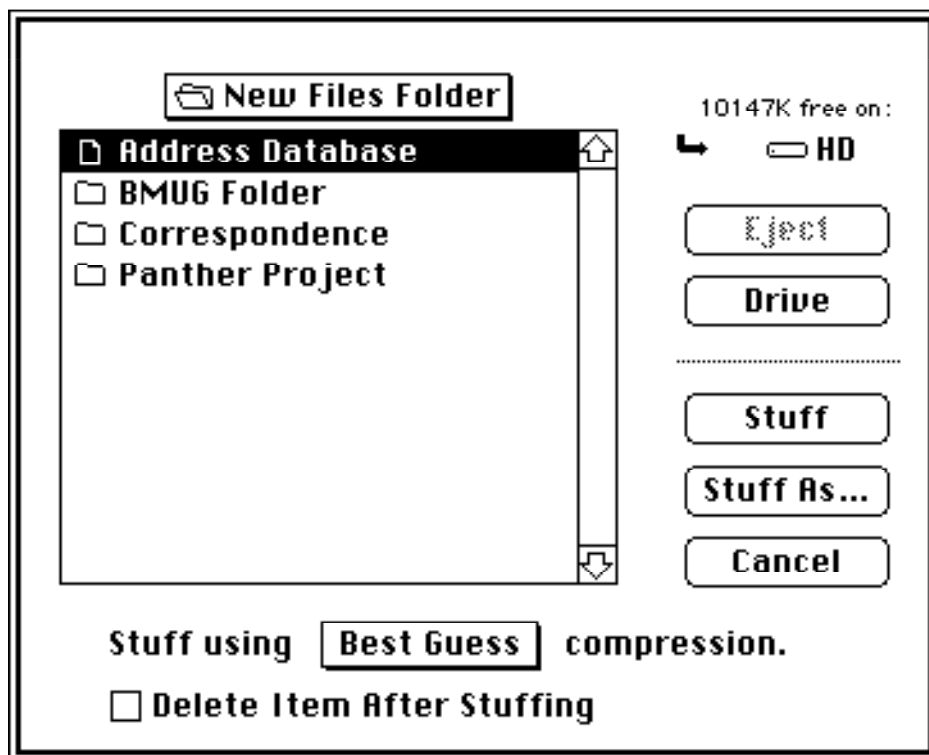 New Files Folder
10147K free on:
HD
Address Database
BMUG Folder
Correspondence
Panther Project
Eject
Drive
Stuff
Stuff As...
Cancel
Stuff using Best Guess compression.
Delete Item After Stuffing